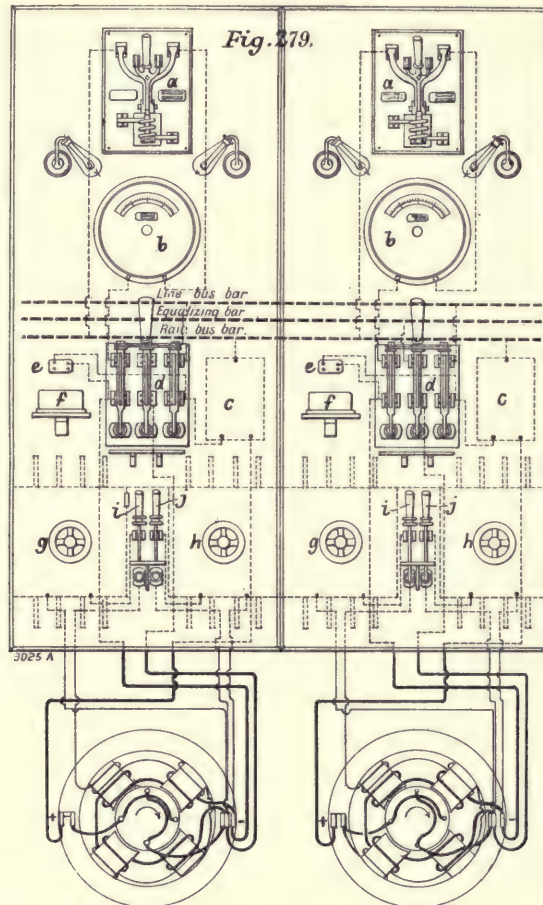 Fig. 279.
a a
b b
Line bus bar
Equalizing bar
Rail bus bar.
e d c e d c
f f
i j i j
g h g h
3025 A
+ - + -